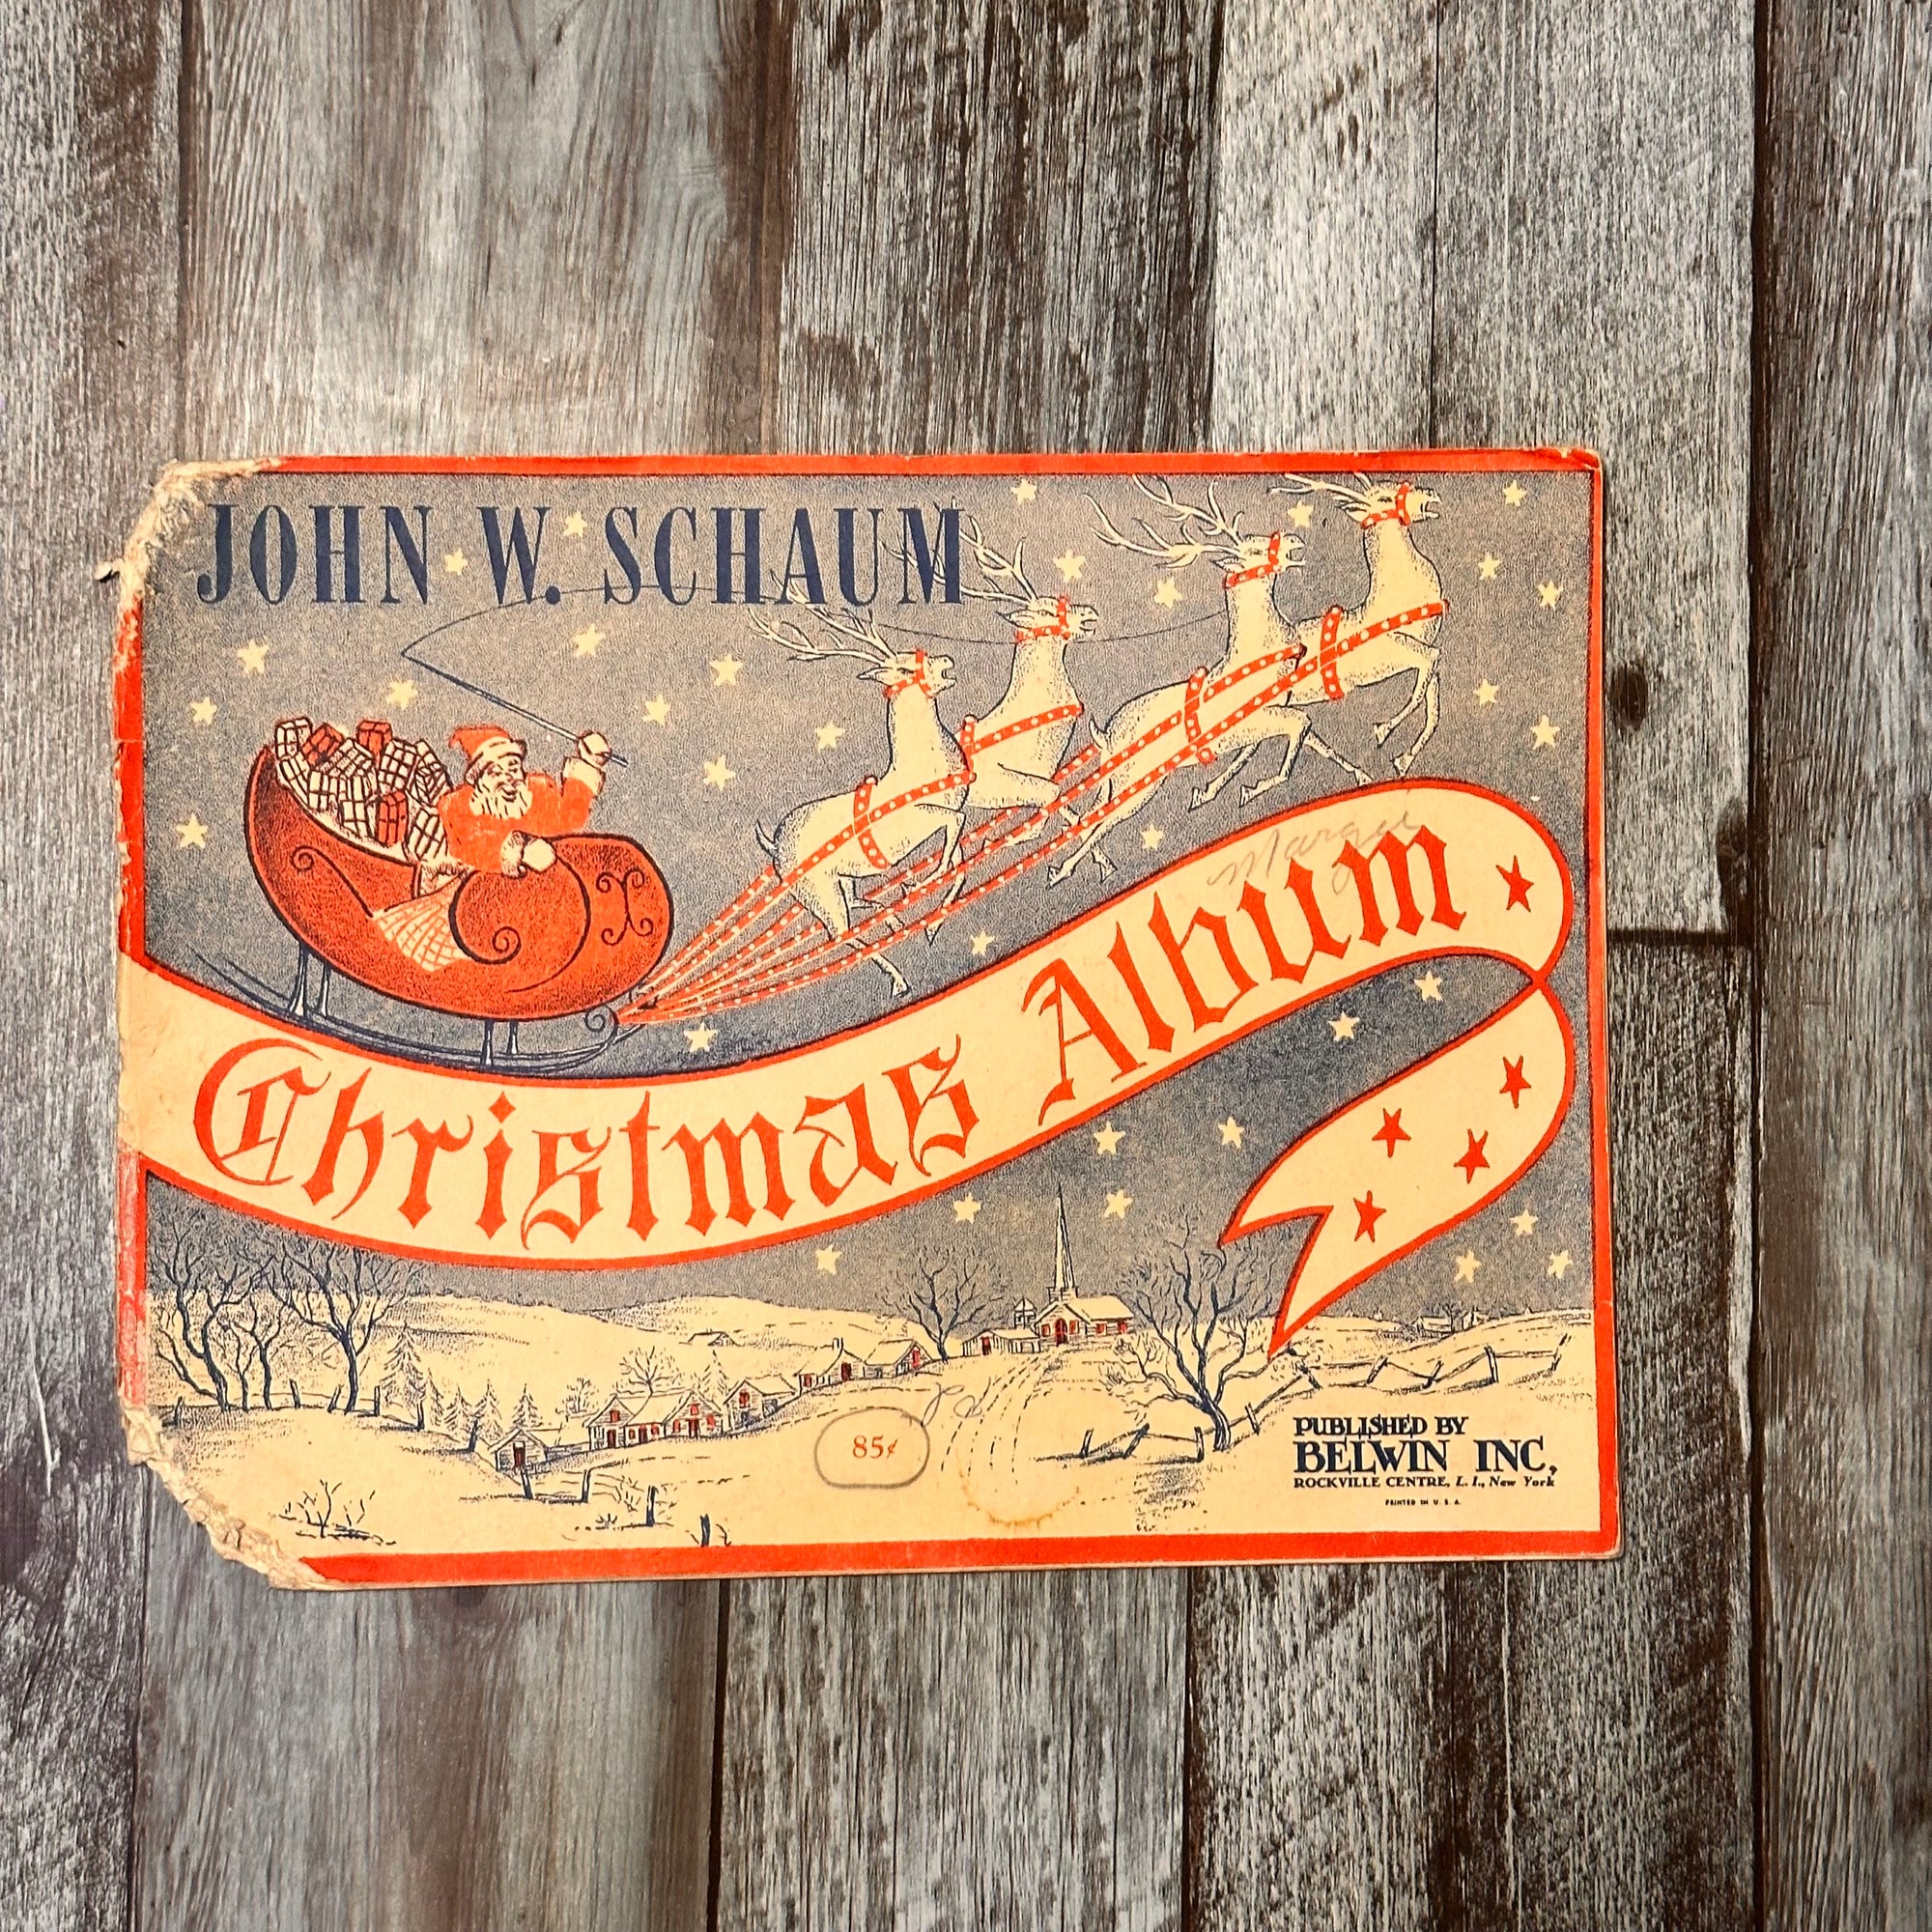 JOHN W. SCHAUM
Christmas Album
85¢
PUBLISHED BY
BELWIN INC,
ROCKVILLE CENTRE, L. I., New York
PRINTED IN U. S. A.